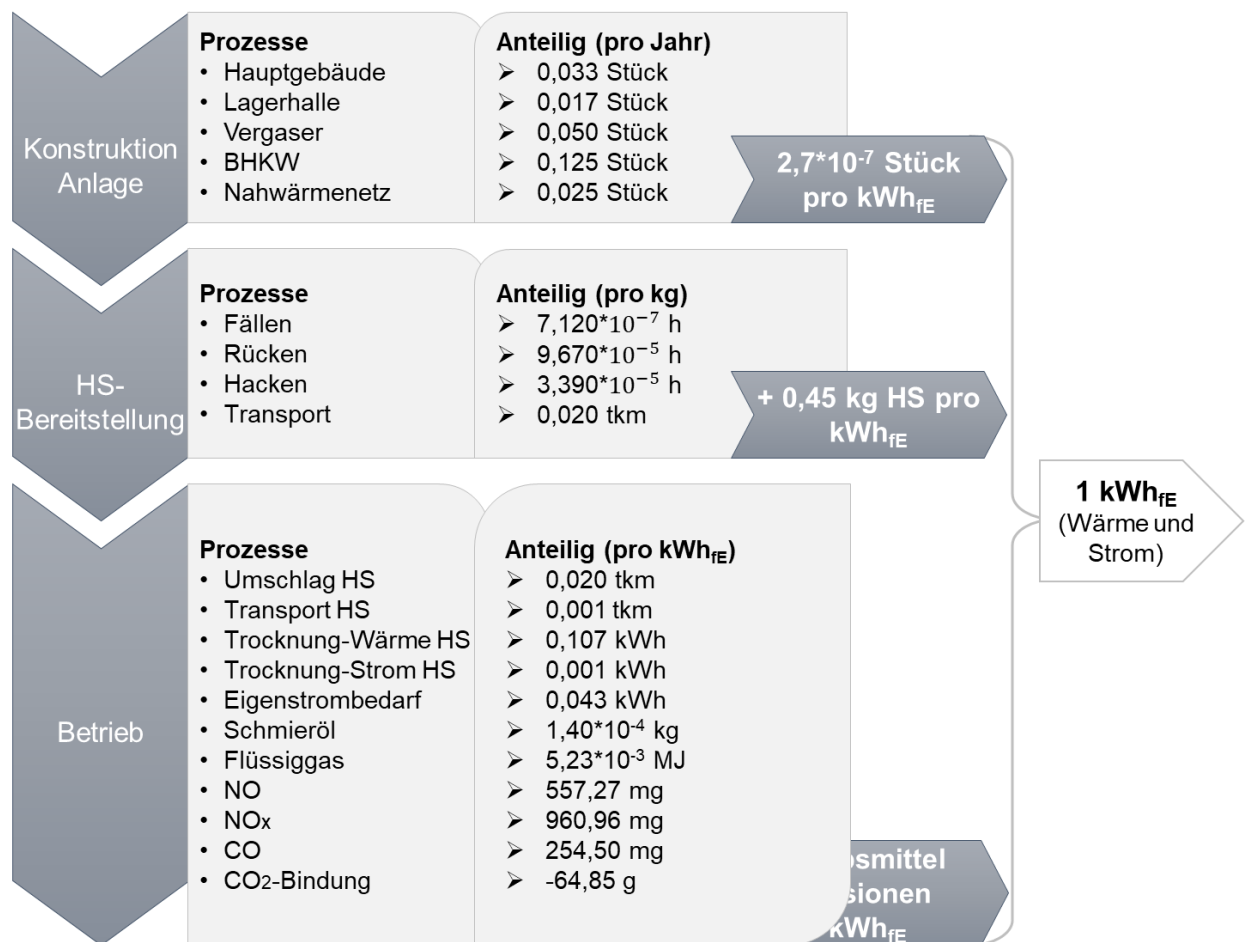 Konstruktion
Anlage
Prozesse
• Hauptgebäude
• Lagerhalle
• Vergaser
• BHKW
• Nahwärmenetz
Anteilig (pro Jahr)
➢ 0,033 Stück
➢ 0,017 Stück
➢ 0,050 Stück
➢ 0,125 Stück
➢ 0,025 Stück
2,7*10⁻⁷ Stück
pro kWh_fE
HS-
Bereitstellung
Prozesse
• Fällen
• Rücken
• Hacken
• Transport
Anteilig (pro kg)
➢ 7,120*10⁻⁷ h
➢ 9,670*10⁻⁵ h
➢ 3,390*10⁻⁵ h
➢ 0,020 tkm
+ 0,45 kg HS pro
kWh_fE
Betrieb
Prozesse
• Umschlag HS
• Transport HS
• Trocknung-Wärme HS
• Trocknung-Strom HS
• Eigenstrombedarf
• Schmieröl
• Flüssiggas
• NO
• NOx
• CO
• CO2-Bindung
Anteilig (pro kWh_fE)
➢ 0,020 tkm
➢ 0,001 tkm
➢ 0,107 kWh
➢ 0,001 kWh
➢ 0,043 kWh
➢ 1,40*10⁻⁴ kg
➢ 5,23*10⁻³ MJ
➢ 557,27 mg
➢ 960,96 mg
➢ 254,50 mg
➢ -64,85 g
kWh_fE
1 kWh_fE
(Wärme und
Strom)